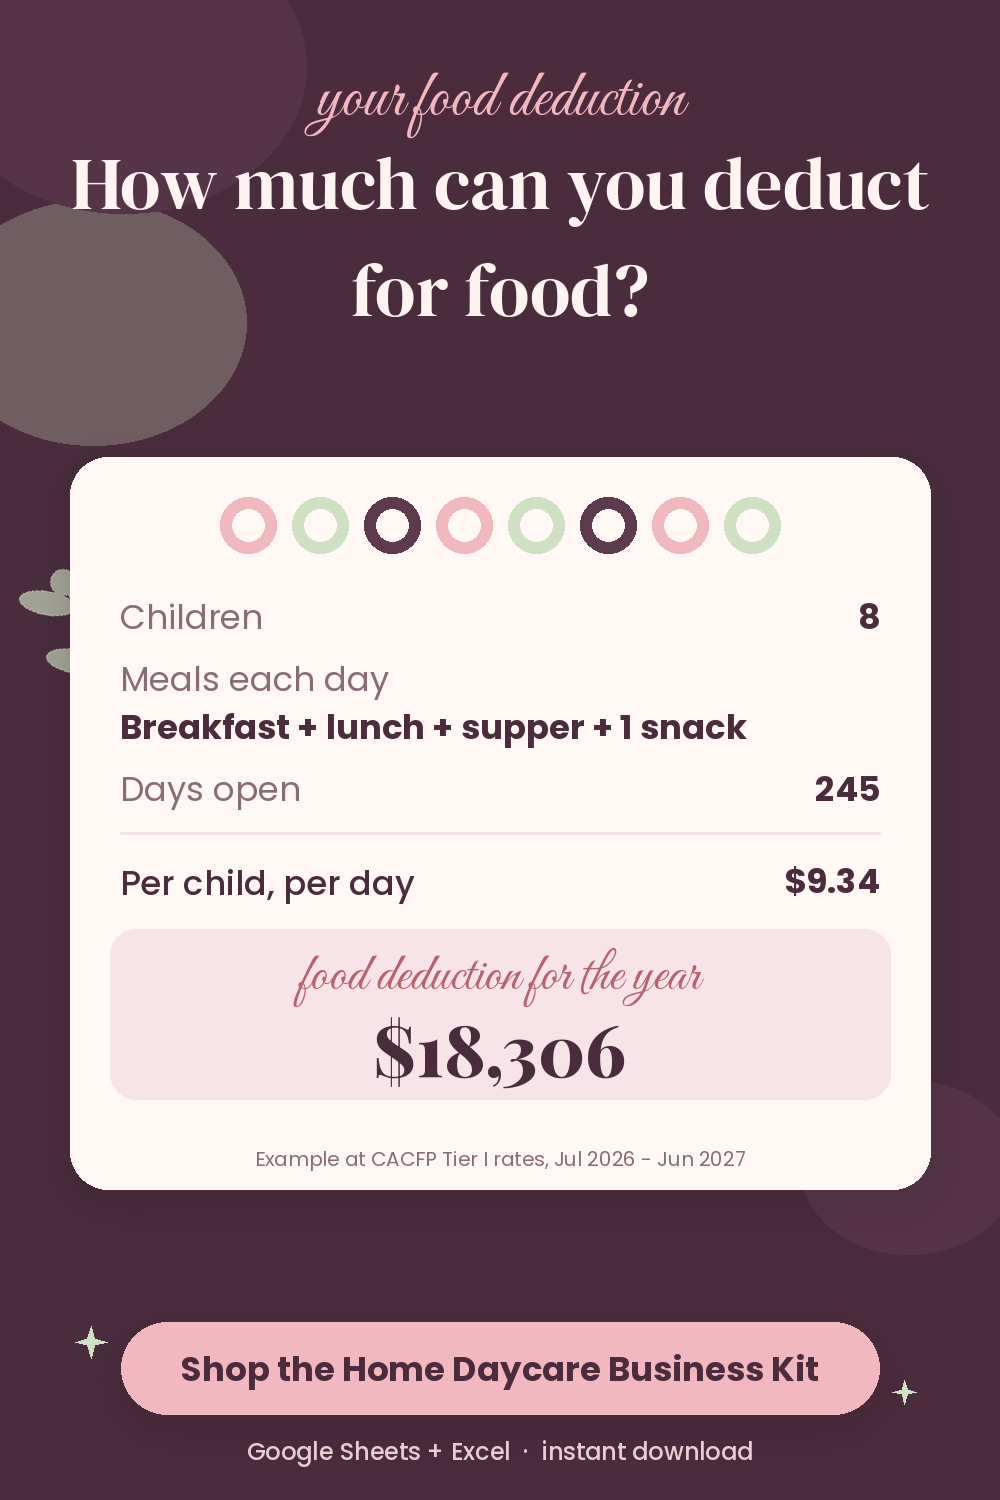 your food deduction
How much can you deduct
for food?
Children 8
Meals each day
Breakfast + lunch + supper + 1 snack
Days open 245
Per child, per day $9.34
food deduction for the year
$18,306
Example at CACFP Tier I rates, Jul 2026 - Jun 2027
Shop the Home Daycare Business Kit
Google Sheets + Excel · instant download